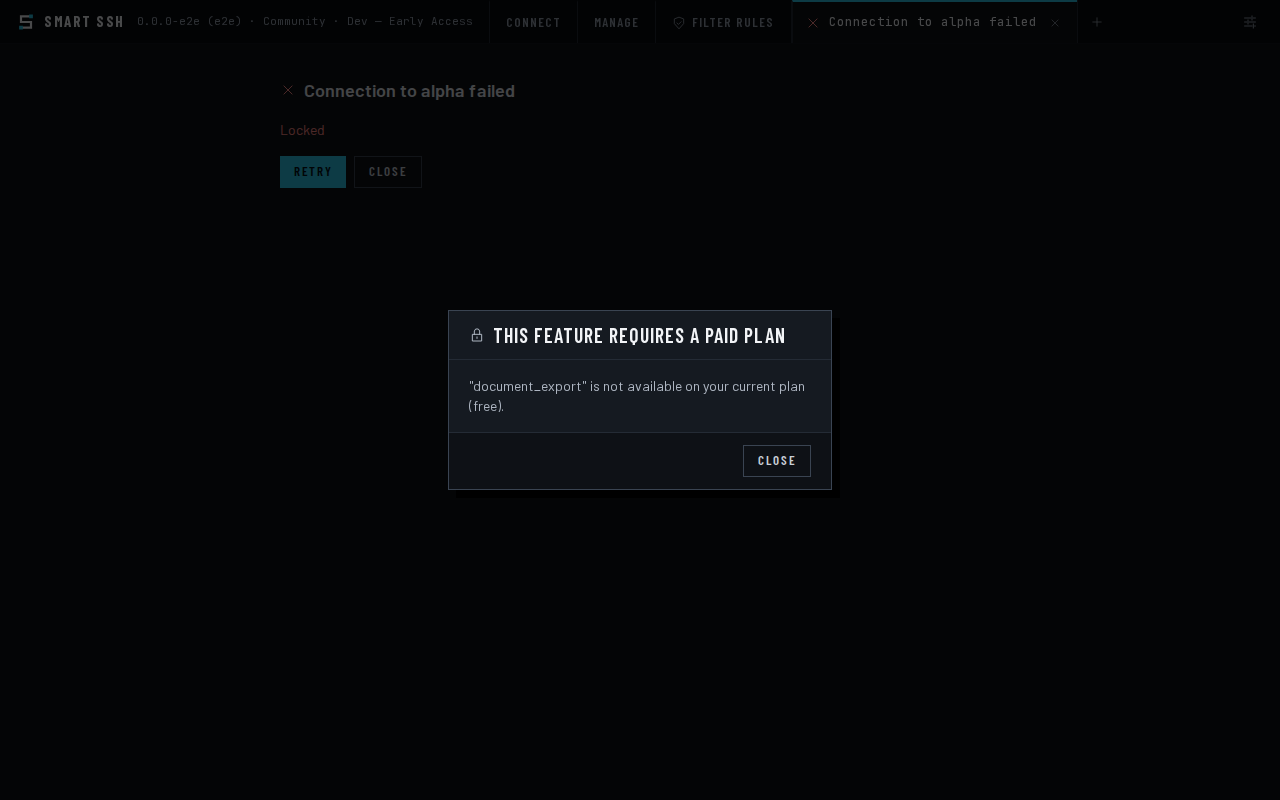 SMART SSH 0.0.0-e2e (e2e) · Community · Dev — Early Access CONNECT MANAGE FILTER RULES Connection to alpha failed
Connection to alpha failed
Locked
RETRY CLOSE
THIS FEATURE REQUIRES A PAID PLAN
"document_export" is not available on your current plan
(free).
CLOSE